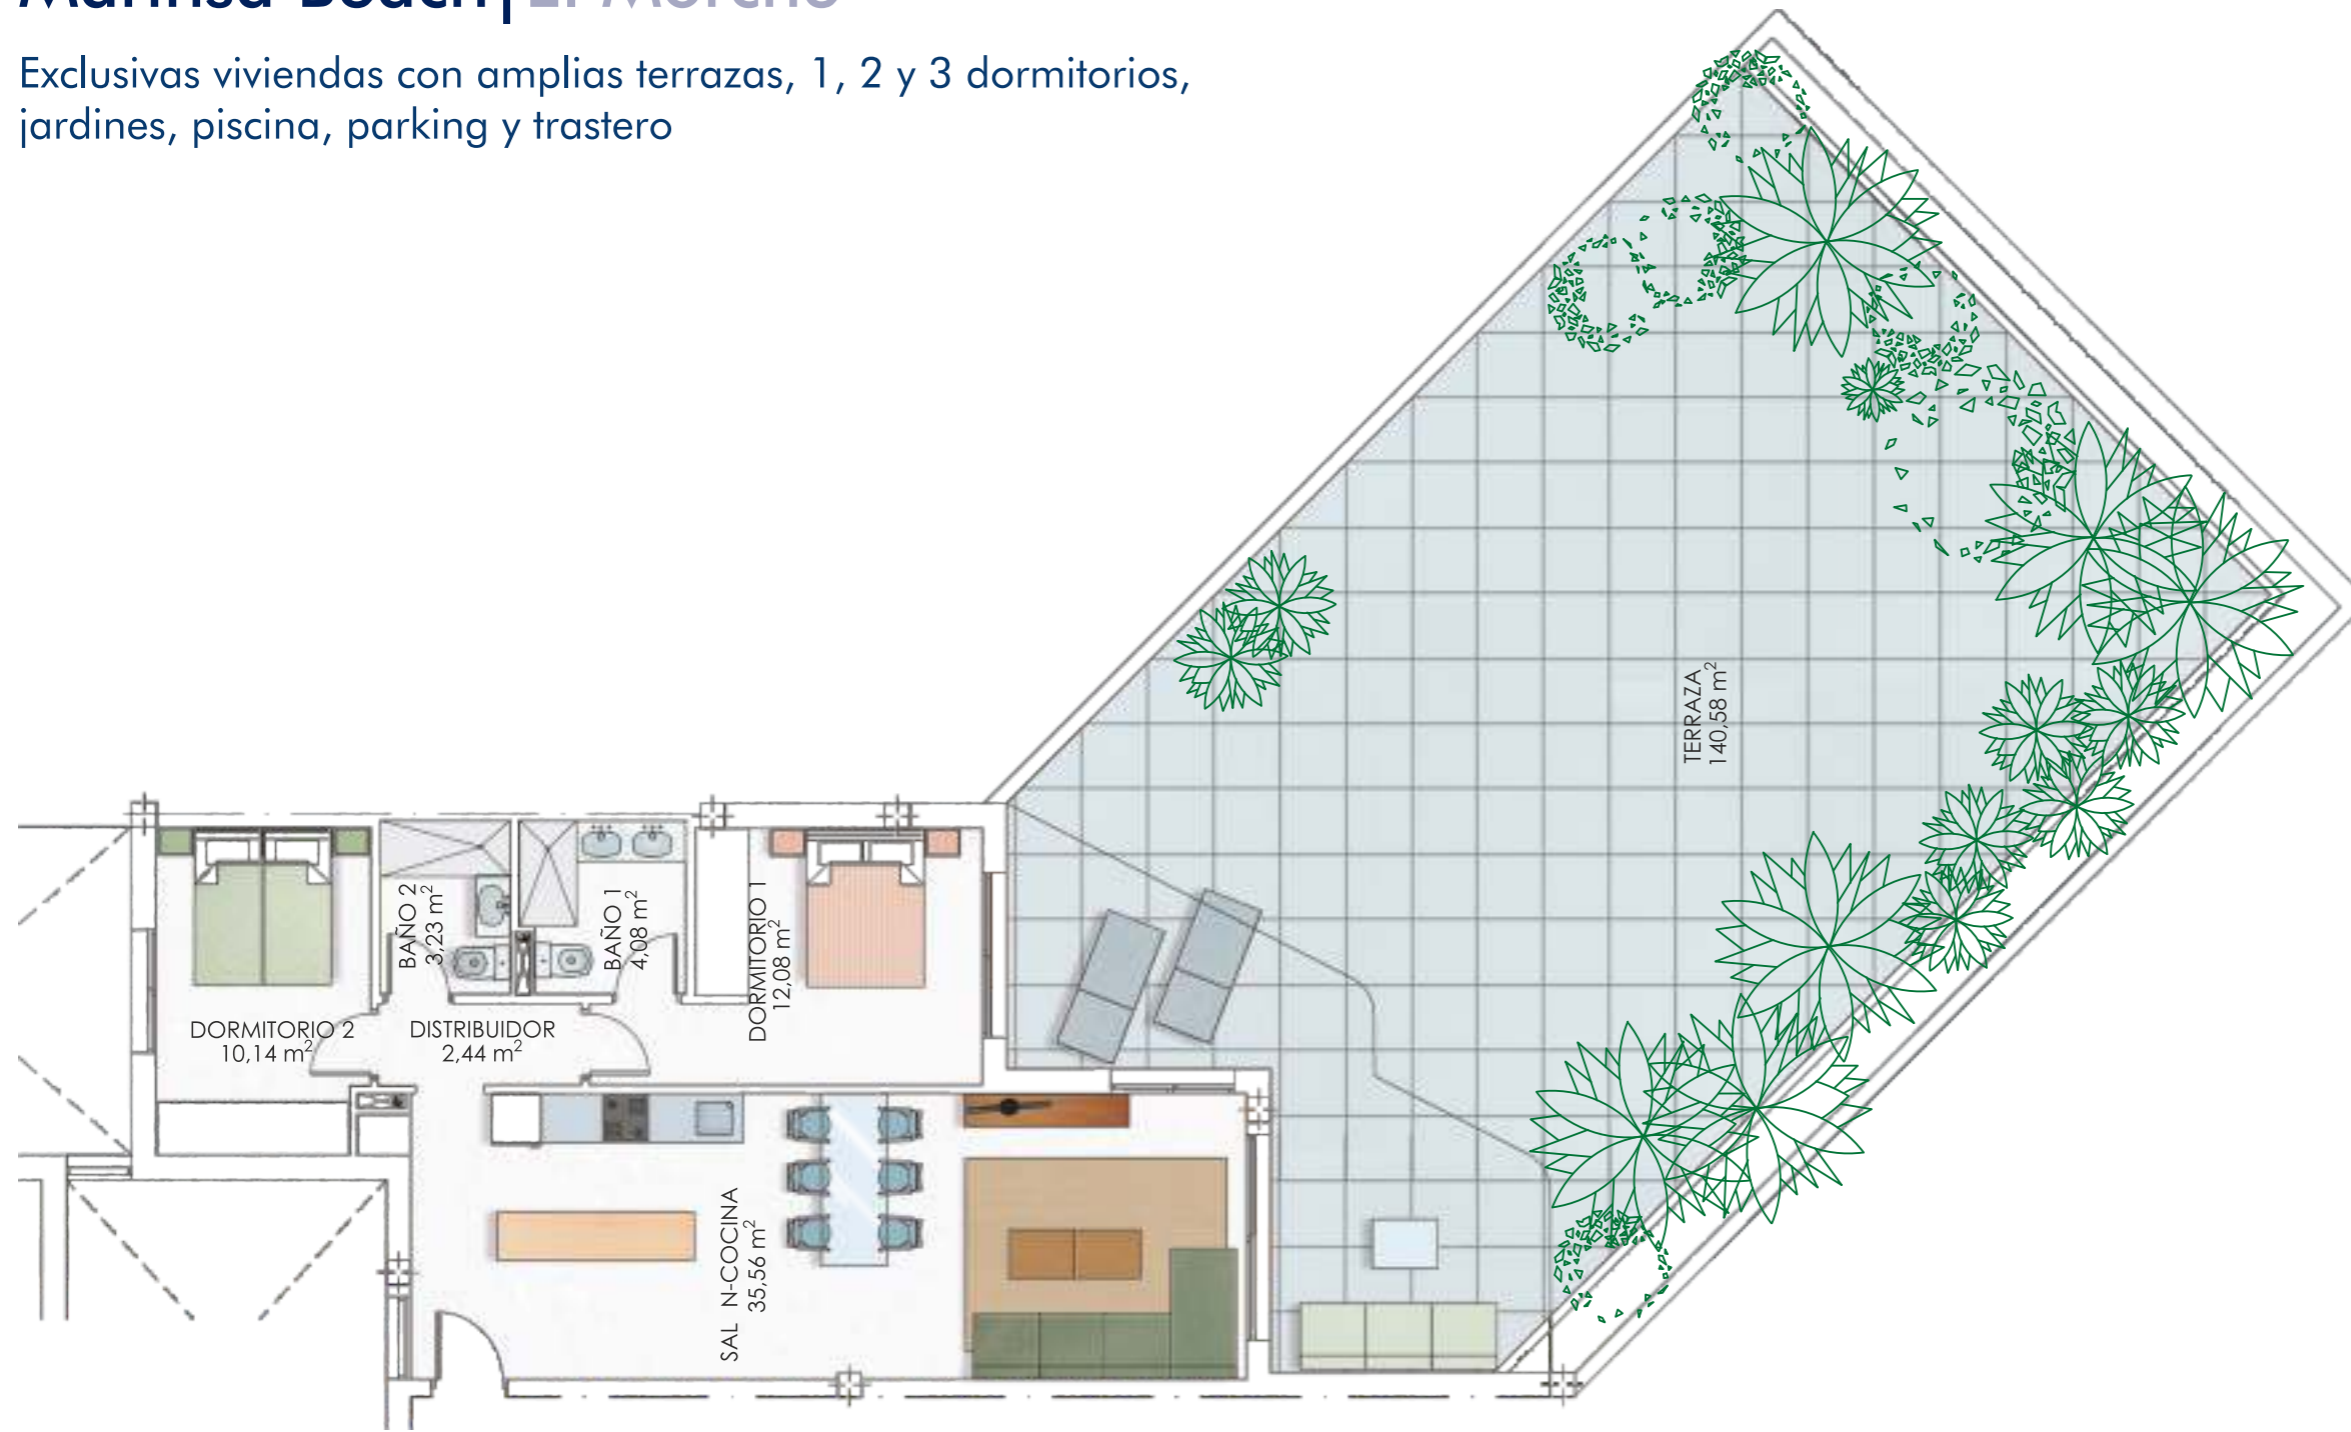 Exclusivas viviendas con amplias terrazas, 1, 2 y 3 dormitorios,
jardines, piscina, parking y trastero
TERRAZA
140,58 m²
BAÑO 2
3,23 m²
BAÑO 1
4,08 m²
DORMITORIO 1
12,08 m²
DORMITORIO 2
10,14 m²
DISTRIBUIDOR
2,44 m²
SAL N-COCINA
35,56 m²